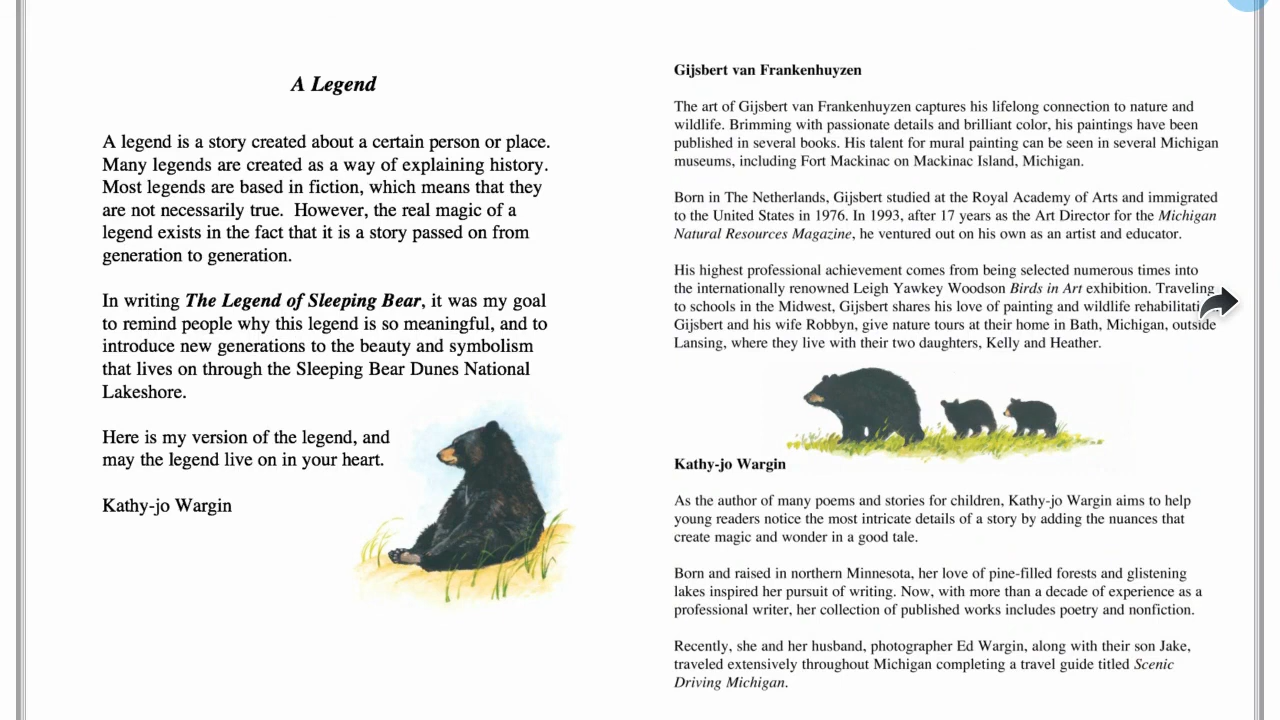 A Legend
A legend is a story created about a certain person or place.
Many legends are created as a way of explaining history.
Most legends are based in fiction, which means that they
are not necessarily true.  However, the real magic of a
legend exists in the fact that it is a story passed on from
generation to generation.
In writing The Legend of Sleeping Bear, it was my goal
to remind people why this legend is so meaningful, and to
introduce new generations to the beauty and symbolism
that lives on through the Sleeping Bear Dunes National
Lakeshore.
Here is my version of the legend, and
may the legend live on in your heart.
Kathy-jo Wargin
Gijsbert van Frankenhuyzen
The art of Gijsbert van Frankenhuyzen captures his lifelong connection to nature and
wildlife. Brimming with passionate details and brilliant color, his paintings have been
published in several books. His talent for mural painting can be seen in several Michigan
museums, including Fort Mackinac on Mackinac Island, Michigan.
Born in The Netherlands, Gijsbert studied at the Royal Academy of Arts and immigrated
to the United States in 1976. In 1993, after 17 years as the Art Director for the Michigan
Natural Resources Magazine, he ventured out on his own as an artist and educator.
His highest professional achievement comes from being selected numerous times into
the internationally renowned Leigh Yawkey Woodson Birds in Art exhibition. Traveling
to schools in the Midwest, Gijsbert shares his love of painting and wildlife
Gijsbert and his wife Robbyn, give nature tours at their home in Bath, Michigan, outside
Lansing, where they live with their two daughters, Kelly and Heather.
Kathy-jo Wargin
As the author of many poems and stories for children, Kathy-jo Wargin aims to help
young readers notice the most intricate details of a story by adding the nuances that
create magic and wonder in a good tale.
Born and raised in northern Minnesota, her love of pine-filled forests and glistening
lakes inspired her pursuit of writing. Now, with more than a decade of experience as a
professional writer, her collection of published works includes poetry and nonfiction.
Recently, she and her husband, photographer Ed Wargin, along with their son Jake,
traveled extensively throughout Michigan completing a travel guide titled Scenic
Driving Michigan.